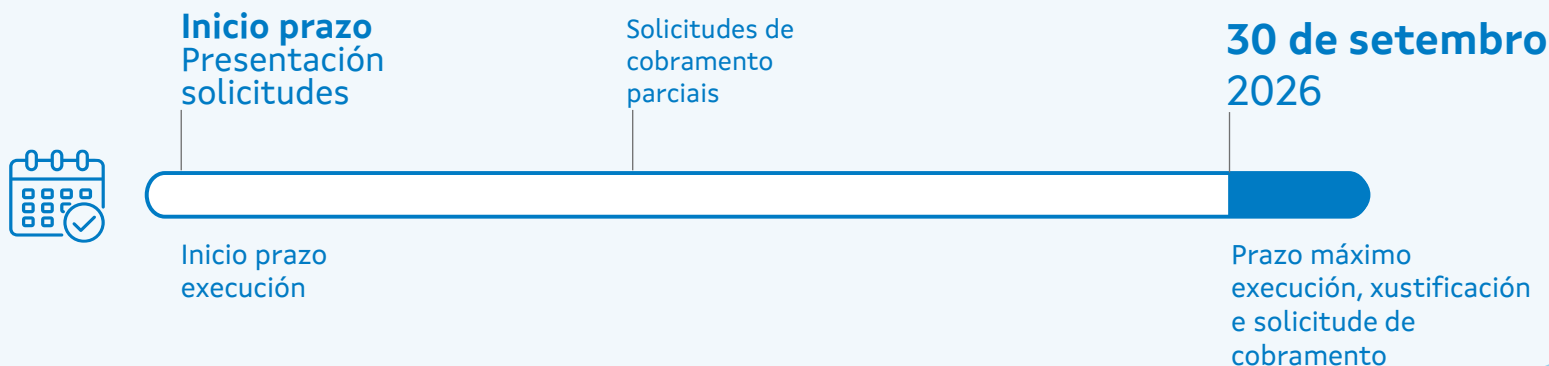 Inicio prazo
Presentación
solicitudes
Solicitudes de
cobramento
parciais
30 de setembro
2026
Inicio prazo
execución
Prazo máximo
execución, xustificación
e solicitude de
cobramento